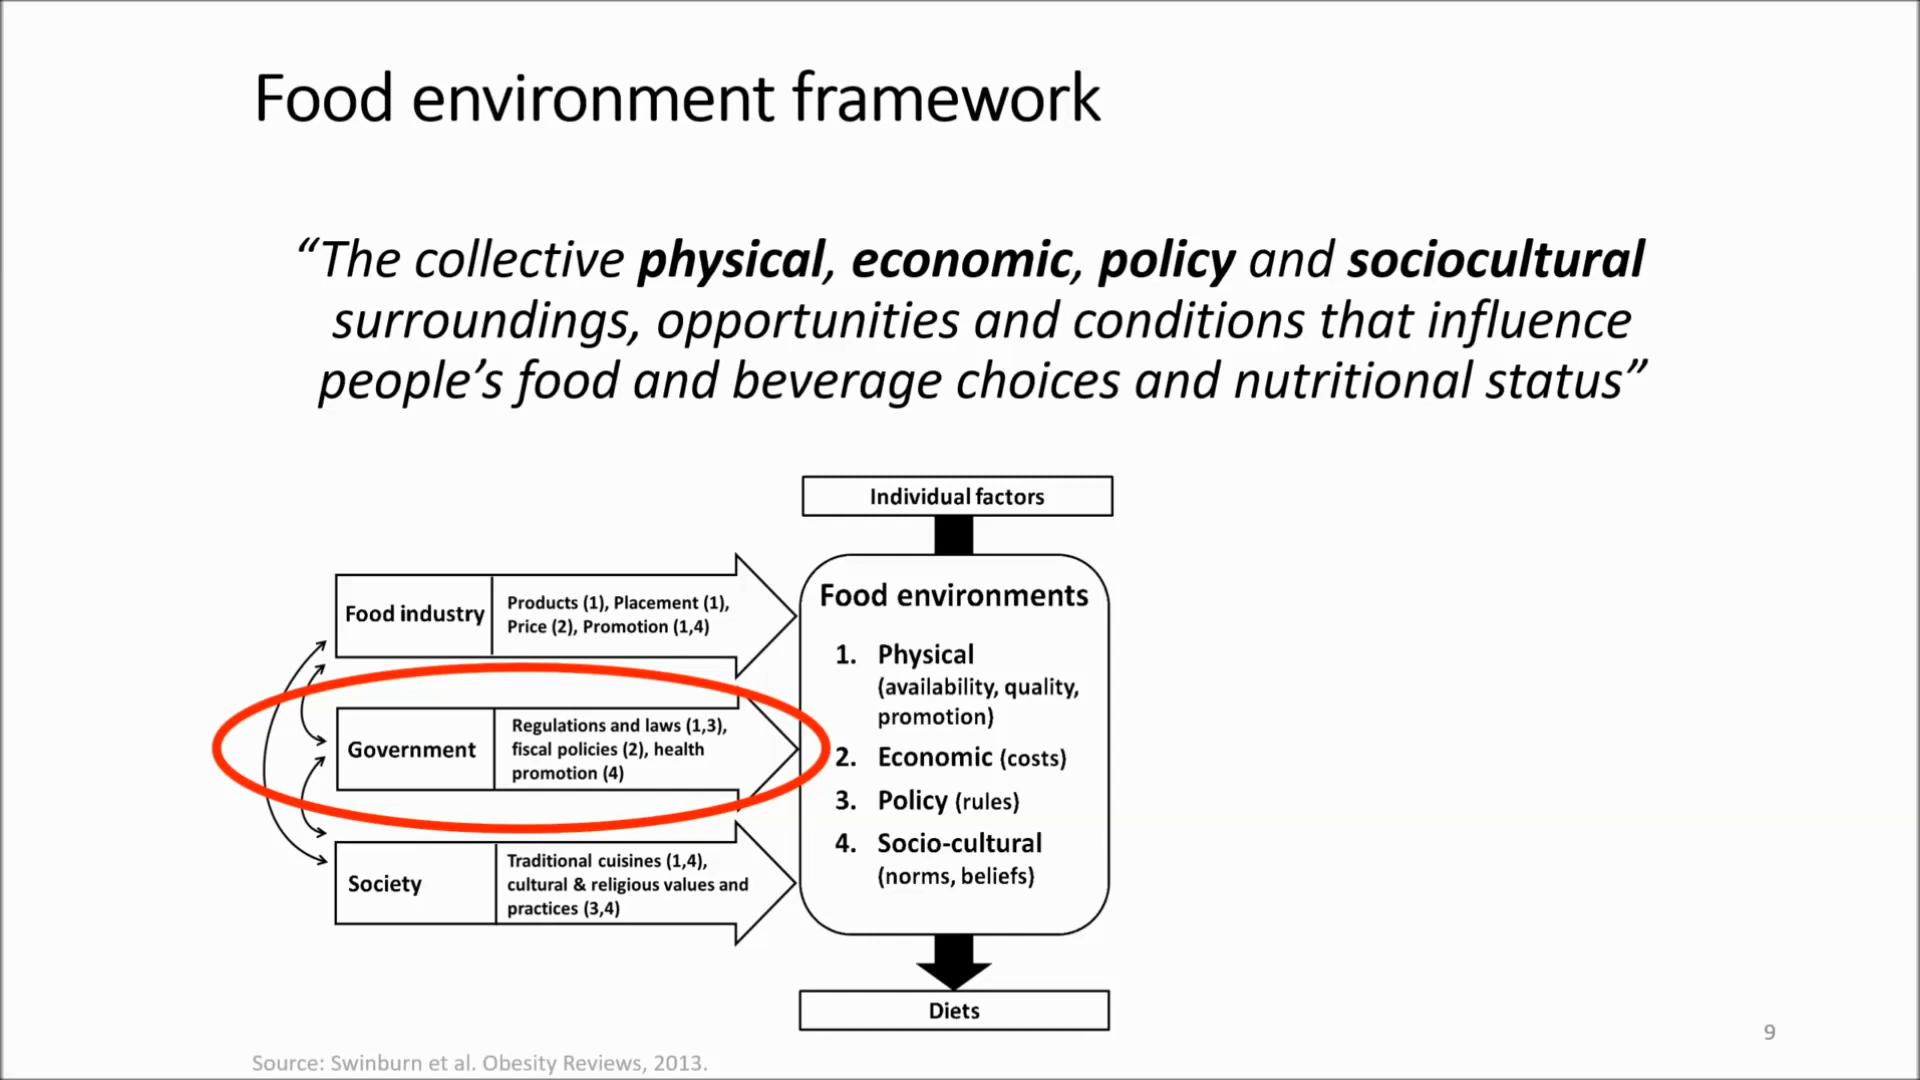 Food environment framework
“The collective physical, economic, policy and sociocultural
surroundings, opportunities and conditions that influence
people’s food and beverage choices and nutritional status”
Individual factors
Food industry
Products (1), Placement (1),
Price (2), Promotion (1,4)
Government
Regulations and laws (1,3),
fiscal policies (2), health
promotion (4)
Society
Traditional cuisines (1,4),
cultural & religious values and
practices (3,4)
Food environments
1. Physical
(availability, quality,
promotion)
2. Economic (costs)
3. Policy (rules)
4. Socio-cultural
(norms, beliefs)
Diets
9
Source: Swinburn et al. Obesity Reviews, 2013.